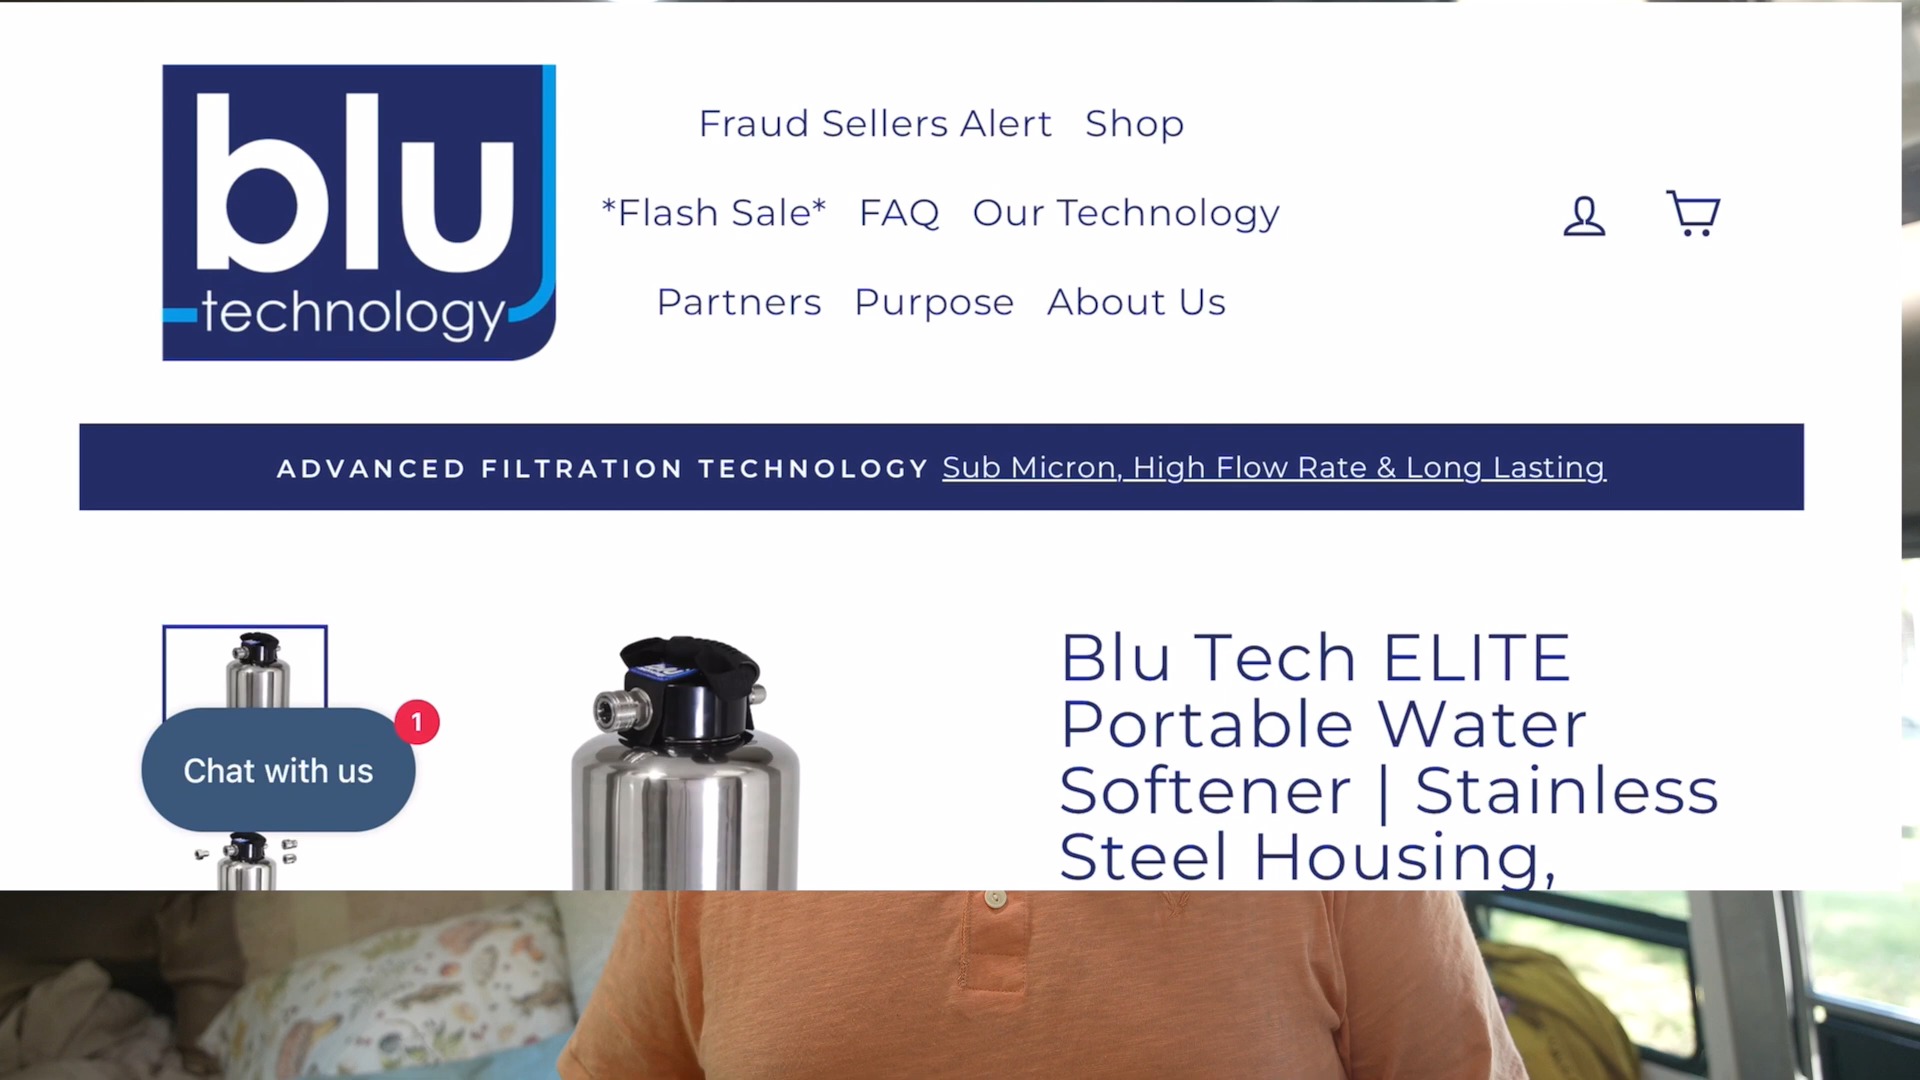 blu
technology
Fraud Sellers Alert Shop
*Flash Sale* FAQ Our Technology
Partners Purpose About Us
ADVANCED FILTRATION TECHNOLOGY Sub Micron, High Flow Rate & Long Lasting
1
Chat with us
blu
Blu Tech ELITE
Portable Water
Softener | Stainless
Steel Housing,